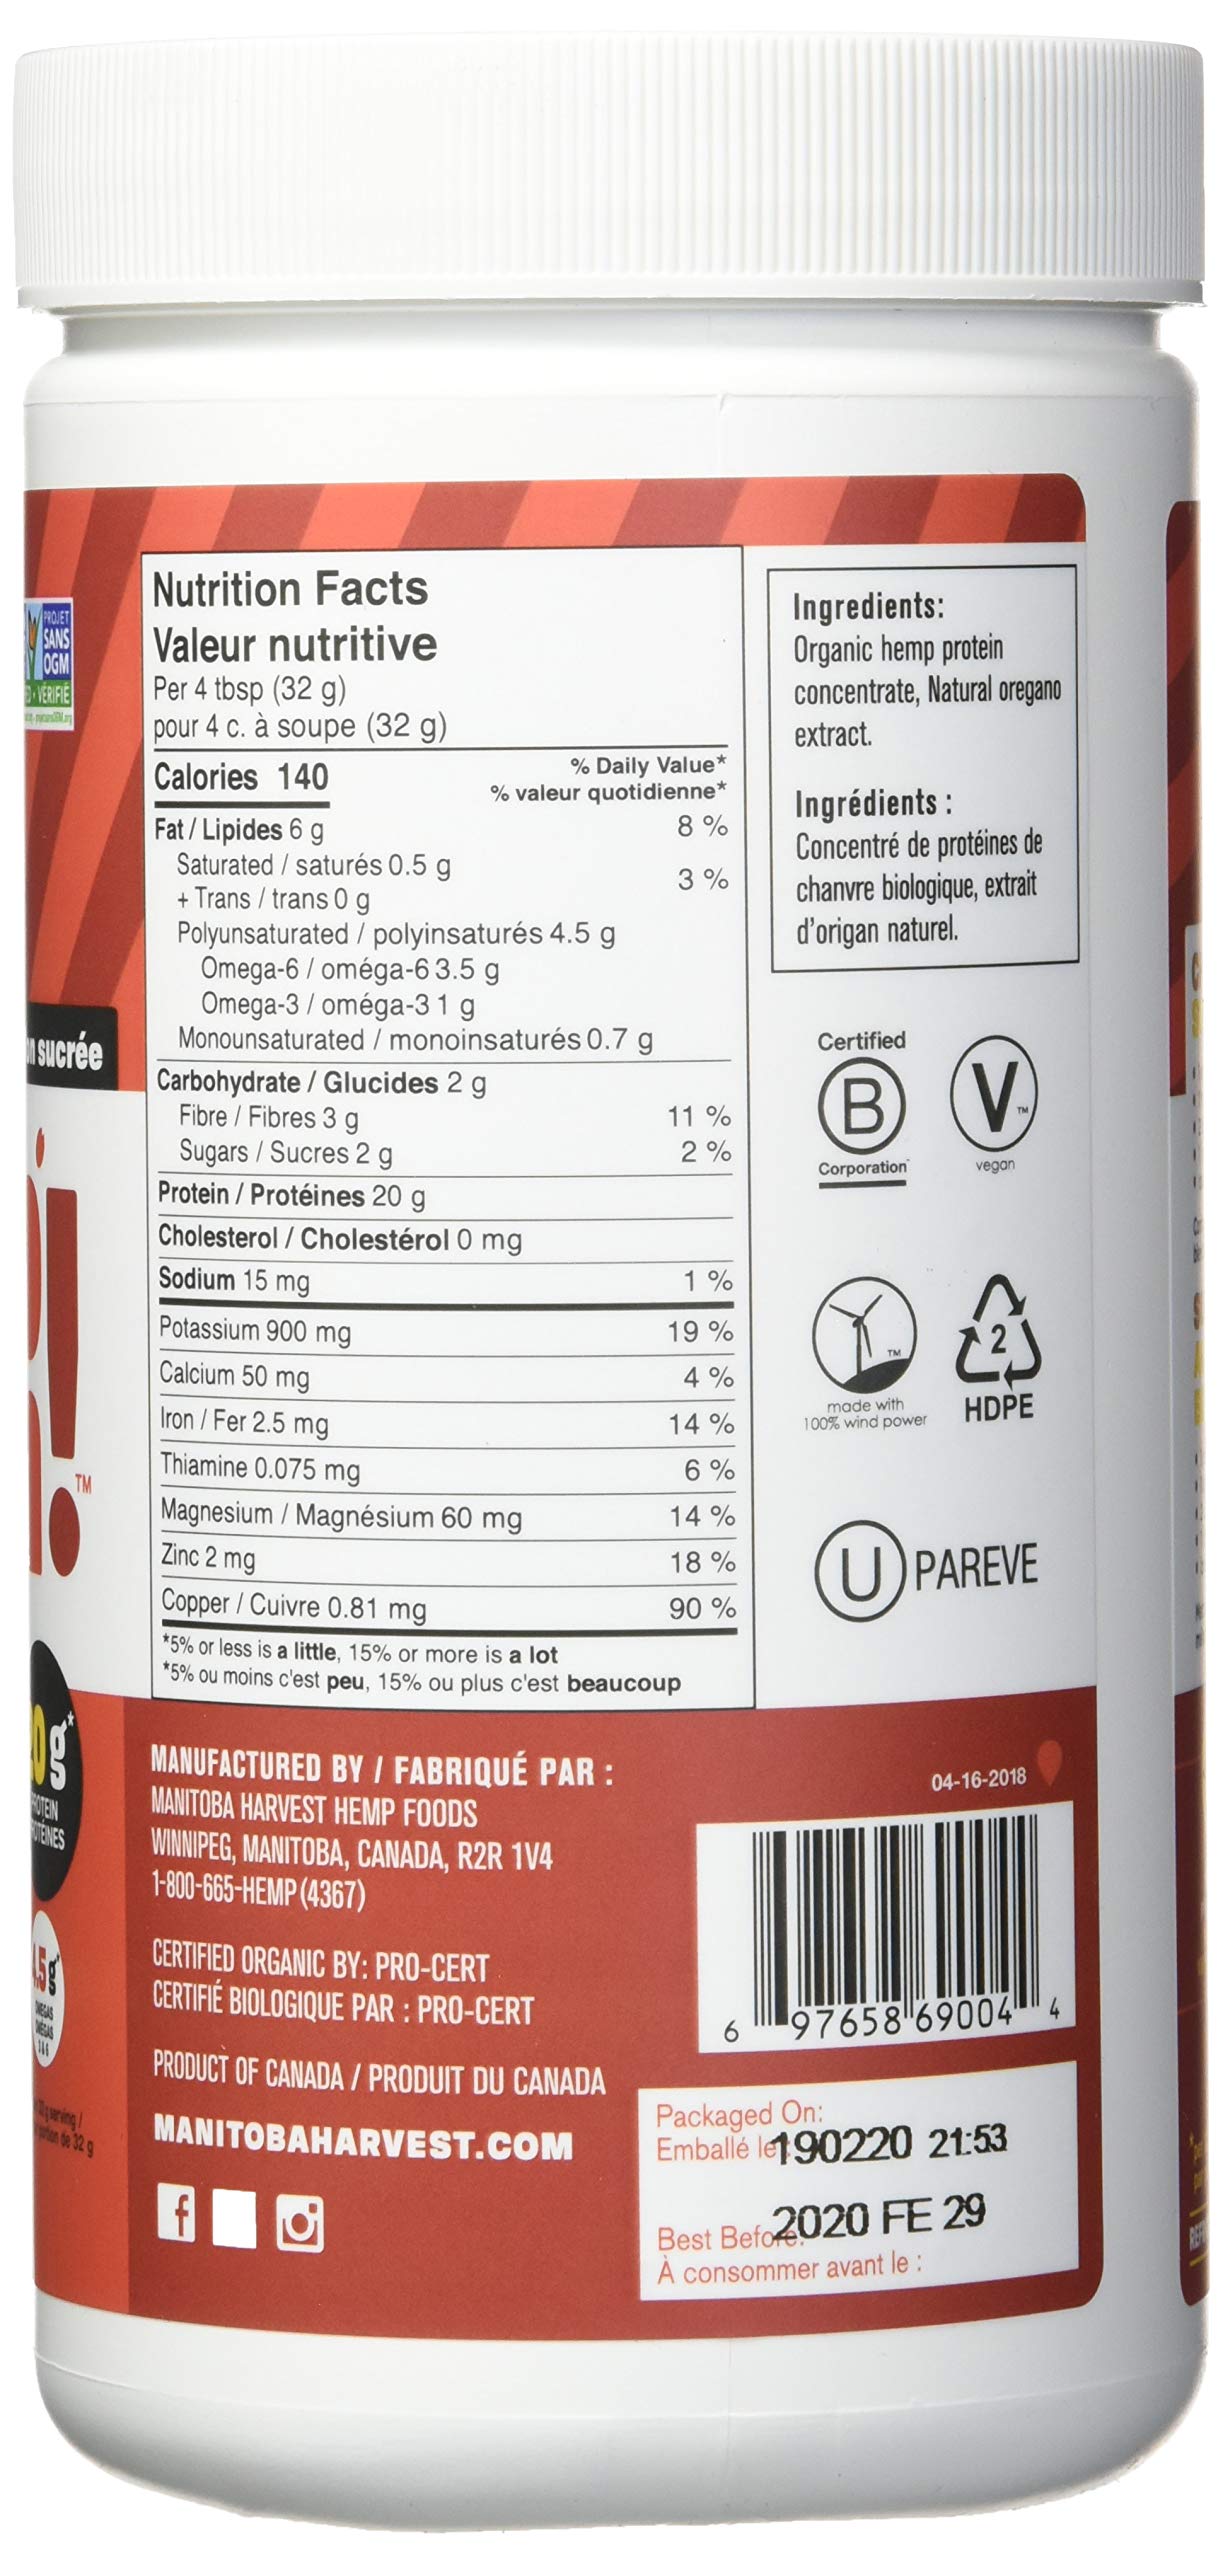 Nutrition Facts
Valeur nutritive
Per 4 tbsp (32 g)
pour 4 c. à soupe (32 g)
Calories 140
% Daily Value*
% valeur quotidienne*
Fat / Lipides 6 g 8 %
Saturated / saturés 0.5 g
+ Trans / trans 0 g 3 %
Polyunsaturated / polyinsaturés 4.5 g
Omega-6 / oméga-6 3.5 g
Omega-3 / oméga-3 1 g
Monounsaturated / monoinsaturés 0.7 g
Carbohydrate / Glucides 2 g
Fibre / Fibres 3 g 11 %
Sugars / Sucres 2 g 2 %
Protein / Protéines 20 g
Cholesterol / Cholestérol 0 mg
Sodium 15 mg 1 %
Potassium 900 mg 19 %
Calcium 50 mg 4 %
Iron / Fer 2.5 mg 14 %
Thiamine 0.075 mg 6 %
Magnesium / Magnésium 60 mg 14 %
Zinc 2 mg 18 %
Copper / Cuivre 0.81 mg 90 %
*5% or less is a little, 15% or more is a lot
*5% ou moins c'est peu, 15% ou plus c'est beaucoup
Ingredients:
Organic hemp protein
concentrate, Natural oregano
extract.
Ingrédients :
Concentré de protéines de
chanvre biologique, extrait
d'origan naturel.
Certified
B
Corporation
V TM
vegan
TM
made with
100% wind power
2
HDPE
U PAREVE
PROJET
SANS
OGM
VÉRIFIÉ
sucrée
TM
g*
MANUFACTURED BY / FABRIQUÉ PAR :
MANITOBA HARVEST HEMP FOODS
WINNIPEG, MANITOBA, CANADA, R2R 1V4
1-800-665-HEMP (4367)
CERTIFIED ORGANIC BY: PRO-CERT
CERTIFIÉ BIOLOGIQUE PAR : PRO-CERT
PRODUCT OF CANADA / PRODUIT DU CANADA
MANITOBAHARVEST.COM
f
04-16-2018
6 97658 69004 4
Packaged On:
Emballé le: 190220 21:53
2020 FE 29
Best Before:
À consommer avant le :